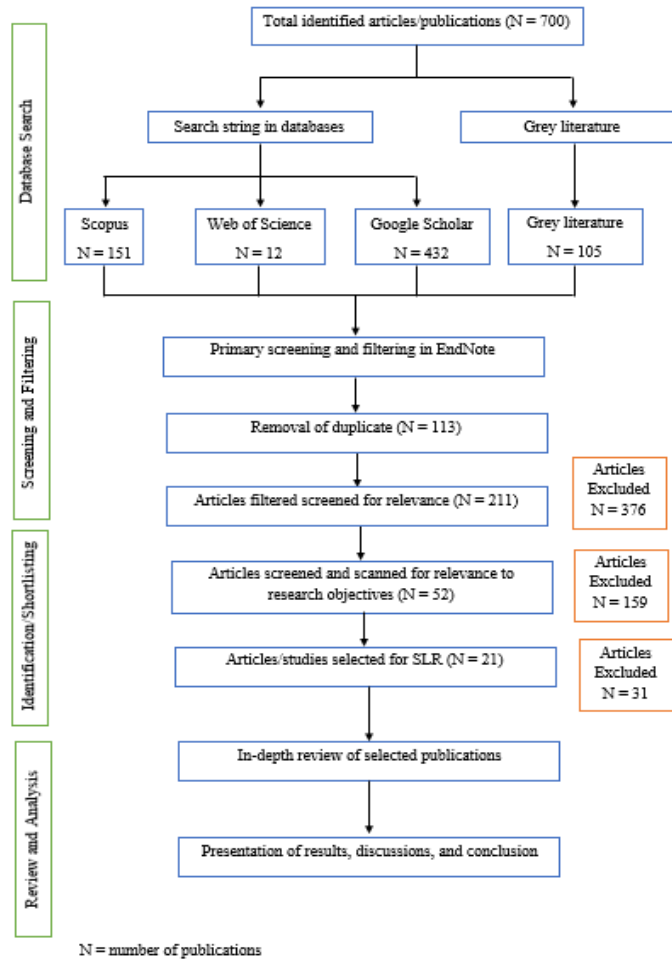 Total identified articles/publications (N = 700)
Database Search
Search string in databases
Grey literature
Scopus
N = 151
Web of Science
N = 12
Google Scholar
N = 432
Grey literature
N = 105
Screening and Filtering
Primary screening and filtering in EndNote
Removal of duplicate (N = 113)
Articles filtered screened for relevance (N = 211)
Articles
Excluded
N = 376
Identification/Shortlisting
Articles screened and scanned for relevance to
research objectives (N = 52)
Articles
Excluded
N = 159
Articles/studies selected for SLR (N = 21)
Articles
Excluded
N = 31
Review and Analysis
In-depth review of selected publications
Presentation of results, discussions, and conclusion
N = number of publications